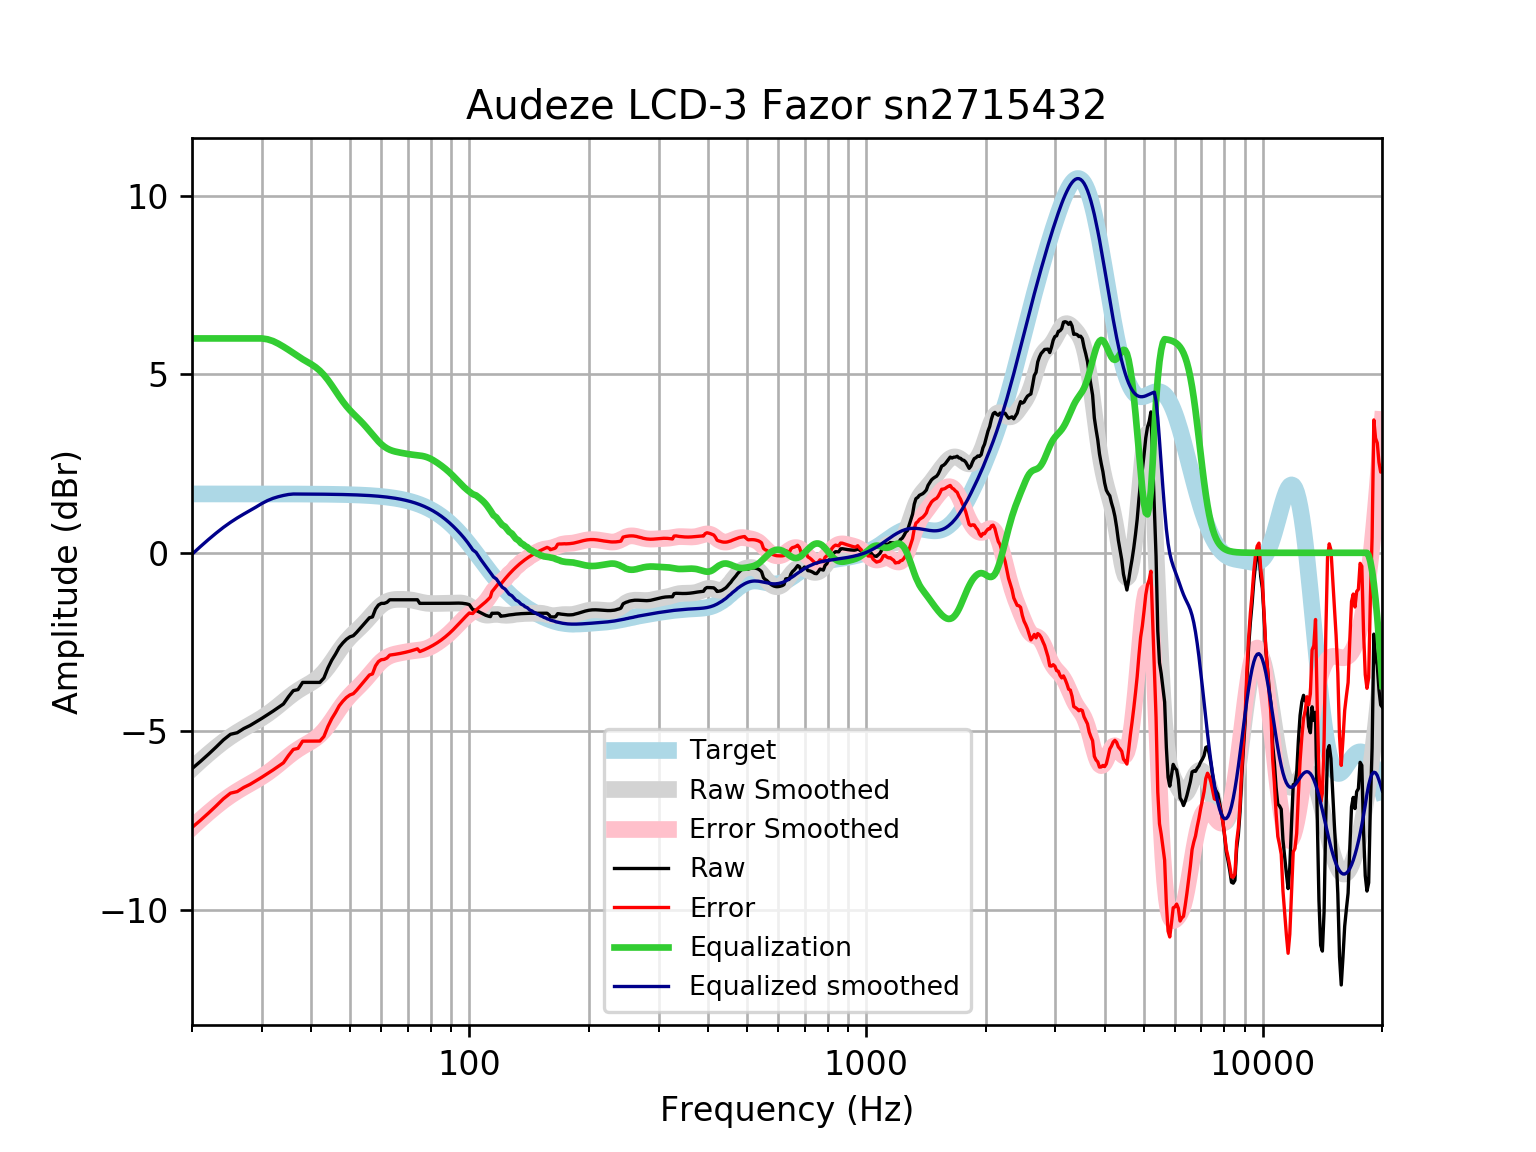 Audeze LCD-3 Fazor sn2715432
10
5
0
−5
−10
Amplitude (dBr)
Target
Raw Smoothed
Error Smoothed
Raw
Error
Equalization
Equalized smoothed
100
1000
10000
Frequency (Hz)